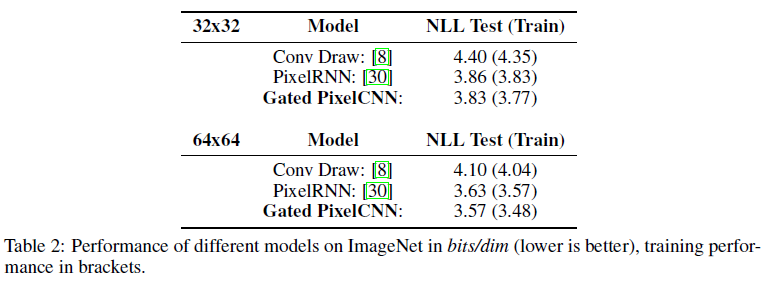 32x32 Model NLL Test (Train)
Conv Draw: [8] 4.40 (4.35)
PixelRNN: [30] 3.86 (3.83)
Gated PixelCNN: 3.83 (3.77)
64x64 Model NLL Test (Train)
Conv Draw: [8] 4.10 (4.04)
PixelRNN: [30] 3.63 (3.57)
Gated PixelCNN: 3.57 (3.48)
Table 2: Performance of different models on ImageNet in bits/dim (lower is better), training perfor-
mance in brackets.